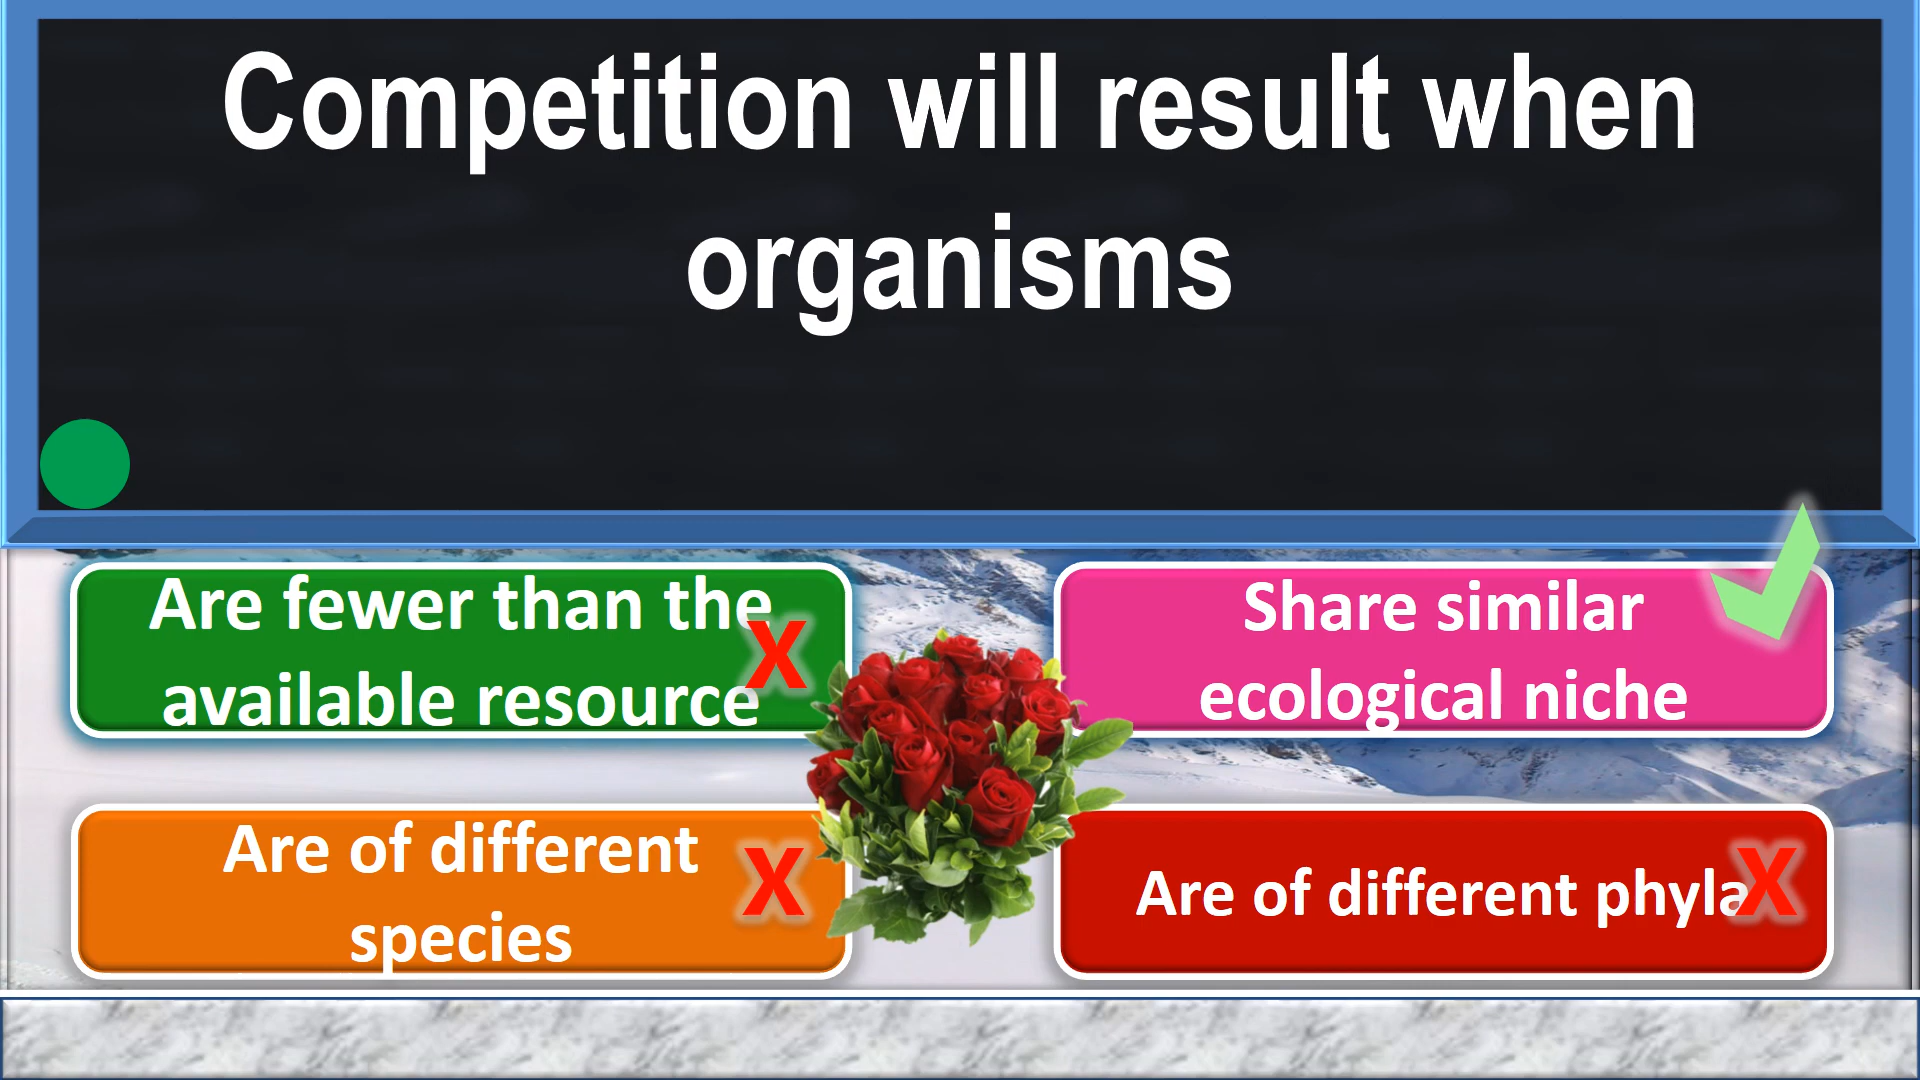 Competition will result when
organisms
Are fewer than the
available resource
X
Share similar
ecological niche
Are of different
species
X
Are of different phyla
X